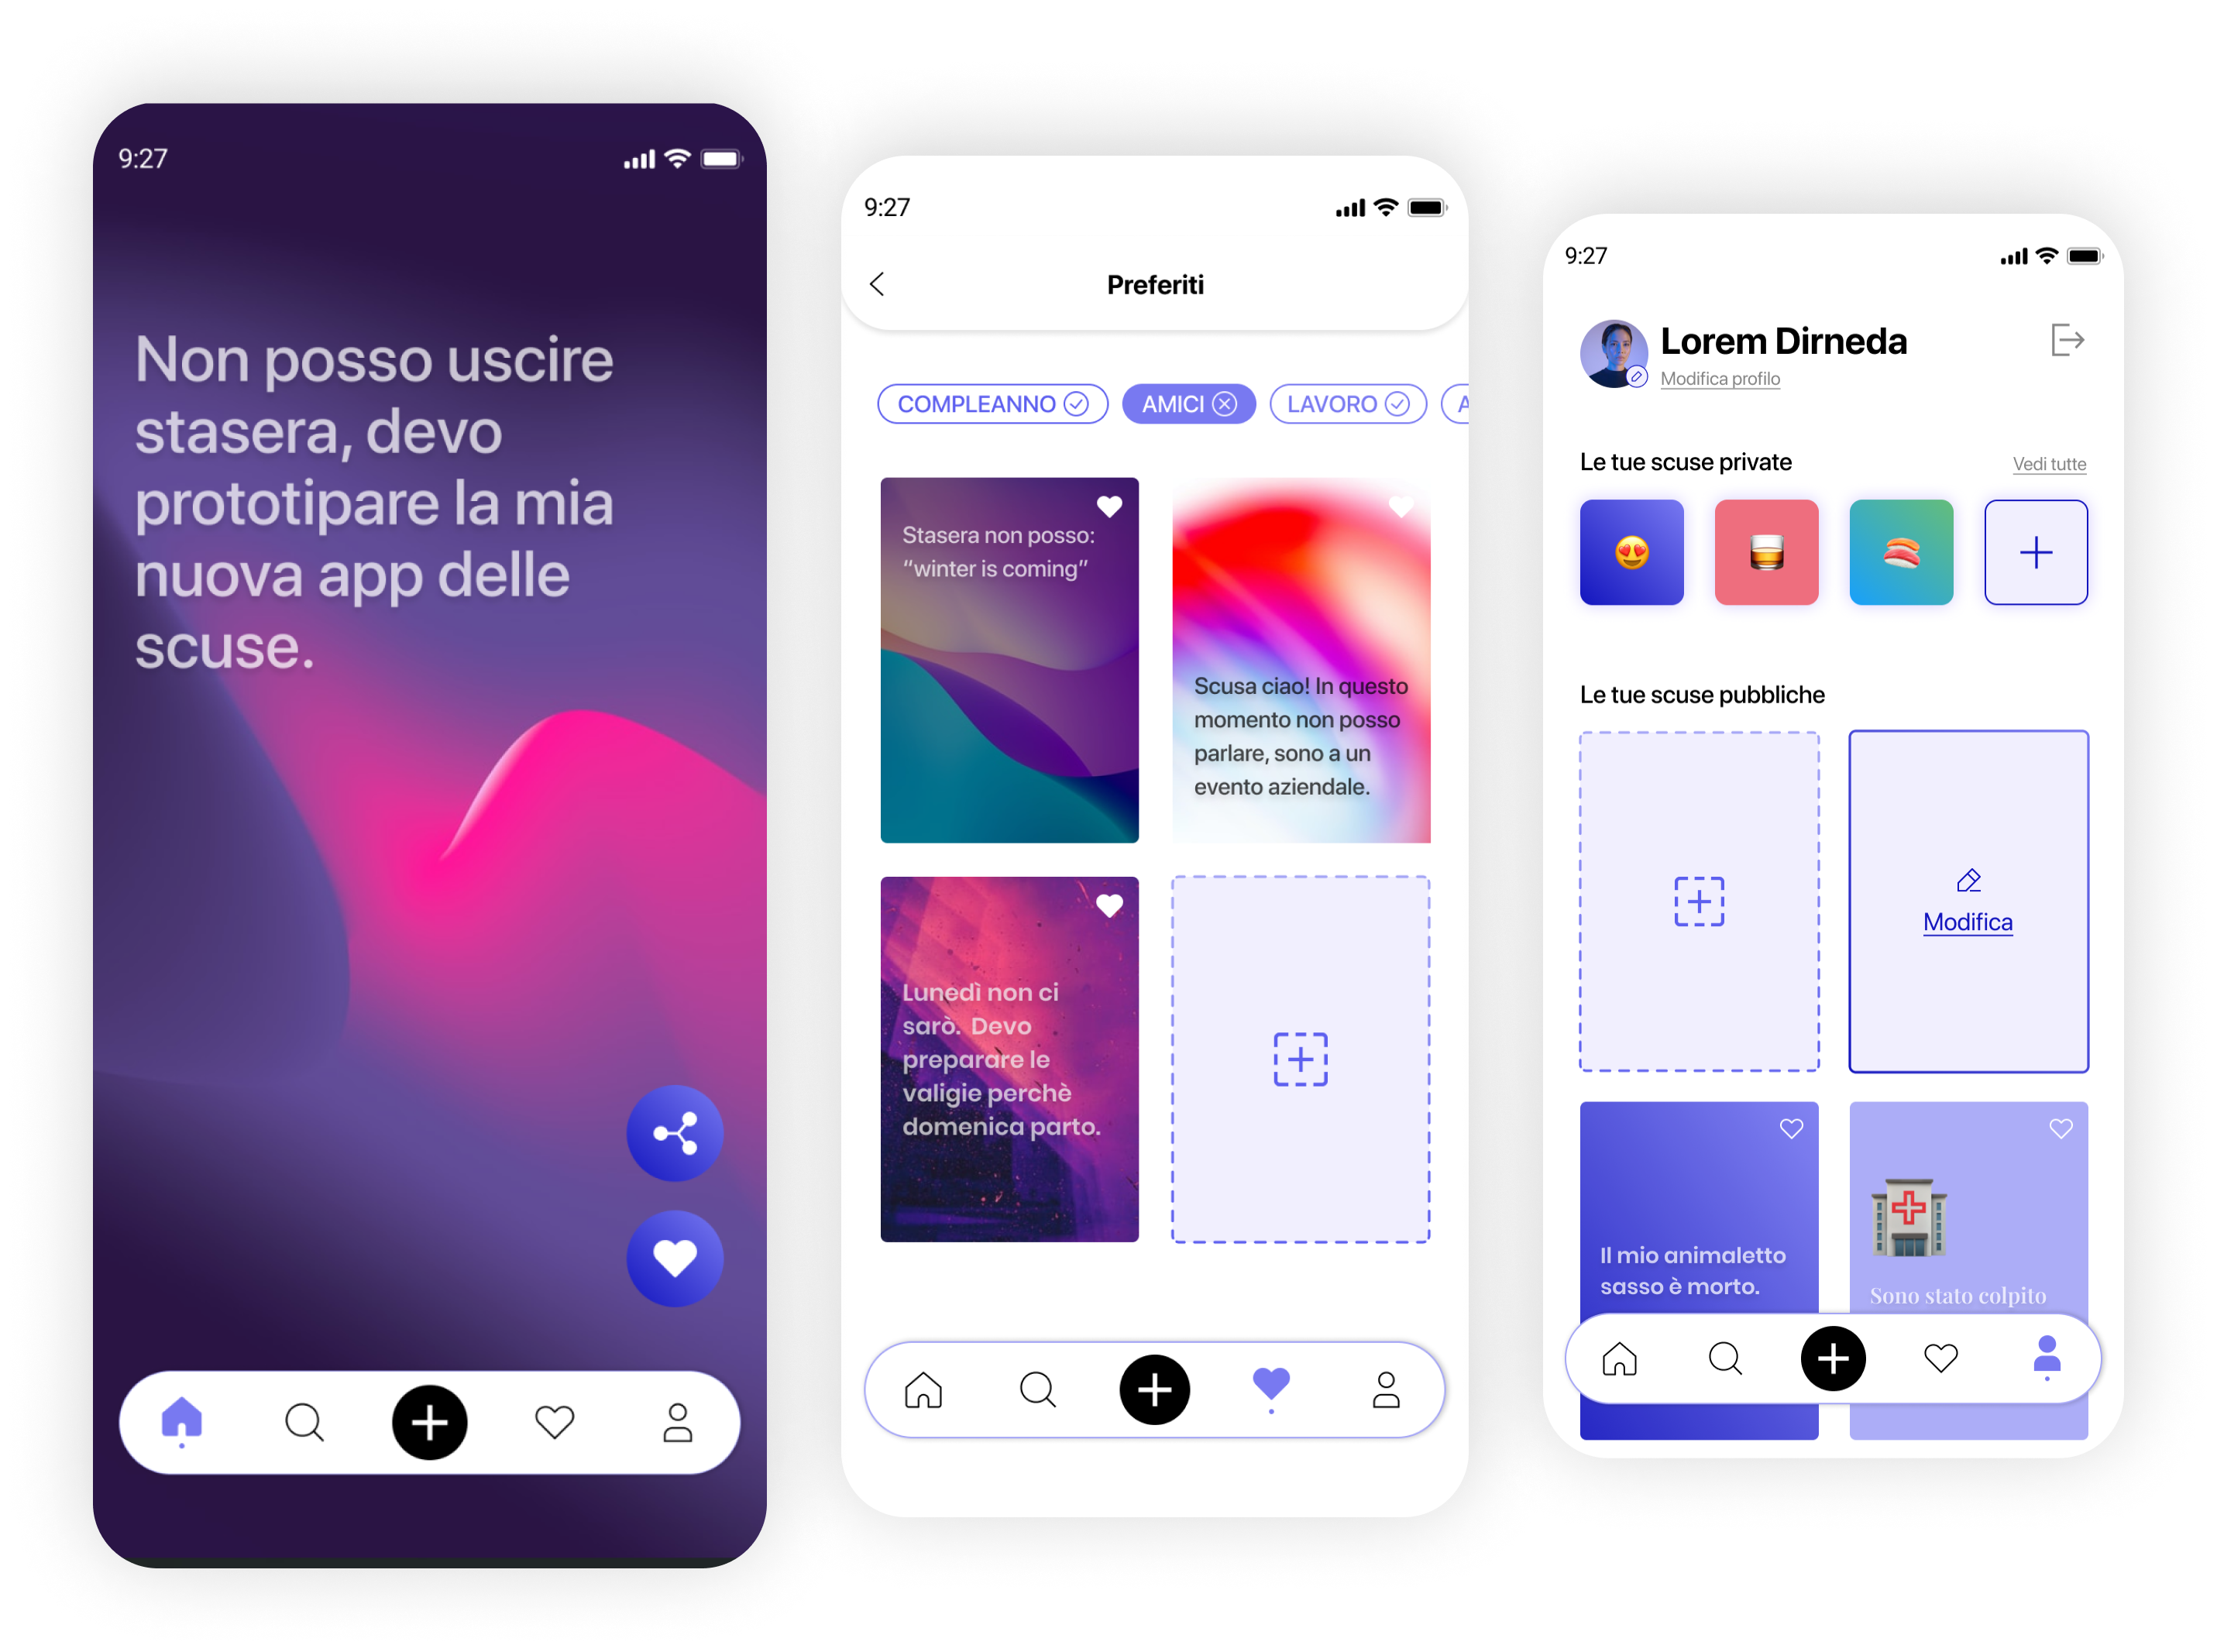 9:27
Non posso uscire
stasera, devo
prototipare la mia
nuova app delle
scuse.
9:27
Preferiti
COMPLEANNO
AMICI
LAVORO
A
Stasera non posso:
“winter is coming”
Scusa ciao! In questo
momento non posso
parlare, sono a un
evento aziendale.
Lunedì non ci
sarò. Devo
preparare le
valigie perchè
domenica parto.
9:27
Lorem Dirneda
Modifica profilo
Le tue scuse private
Vedi tutte
Le tue scuse pubbliche
Modifica
Il mio animaletto
sasso è morto.
Sono stato colpito